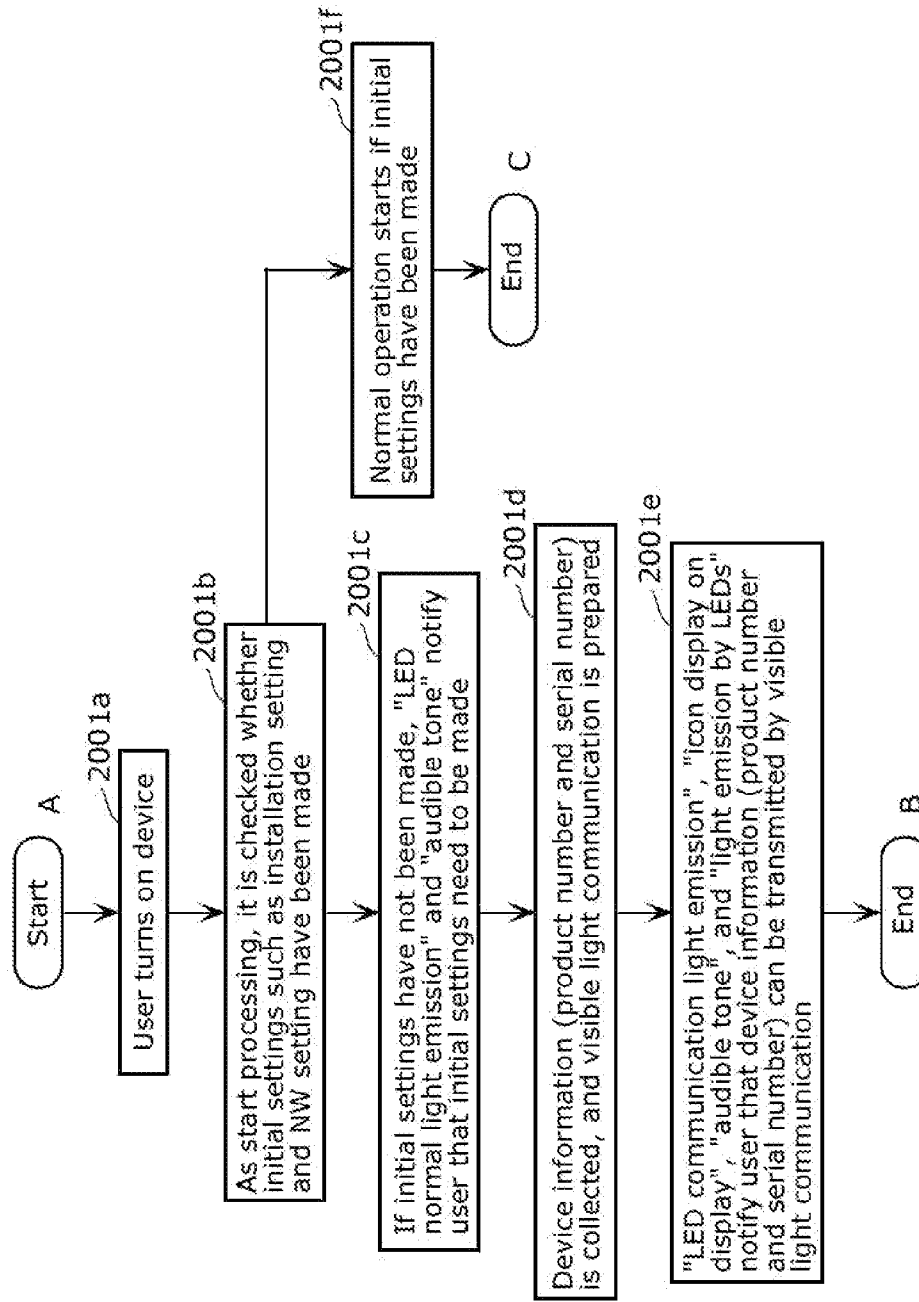 Start
A
2001a
User turns on device
2001b
As start processing, it is checked whether
initial settings such as installation setting
and NW setting have been made
2001c
If initial settings have not been made, "LED
normal light emission" and "audible tone" notify
user that initial settings need to be made
2001d
Device information (product number and serial number)
is collected, and visible light communication is prepared
2001e
"LED communication light emission", "icon display on
display", "audible tone", and "light emission by LEDs"
notify user that device information (product number
and serial number) can be transmitted by visible
light communication
End
B
2001f
Normal operation starts if initial
settings have been made
End
C